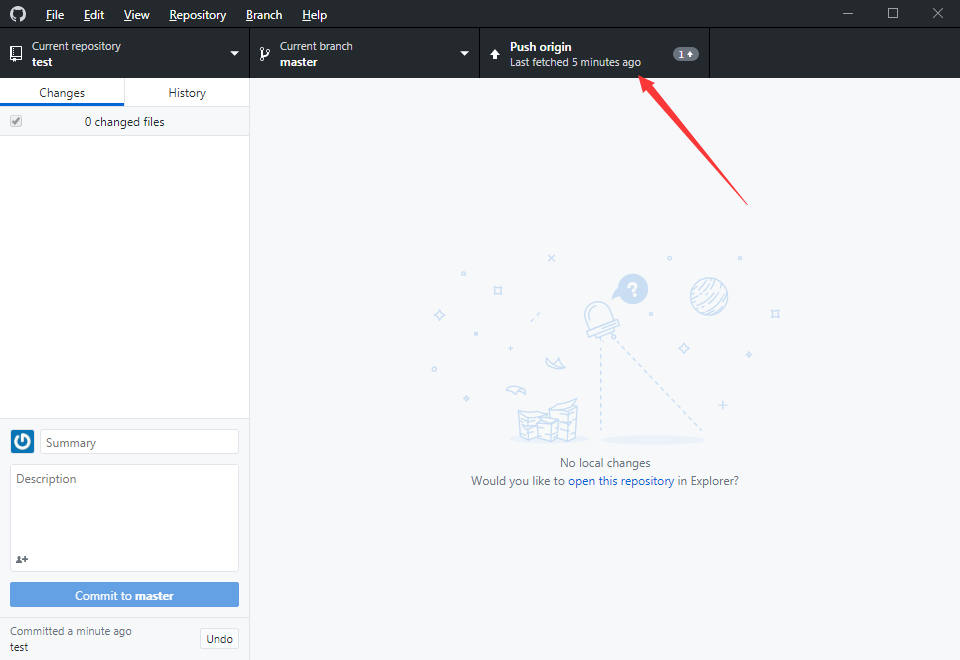 File Edit View Repository Branch Help
Current repository
test
Current branch
master
Push origin
Last fetched 5 minutes ago
1
Changes
History
0 changed files
?
No local changes
Would you like to open this repository in Explorer?
Summary
Description
Commit to master
Committed a minute ago
test
Undo